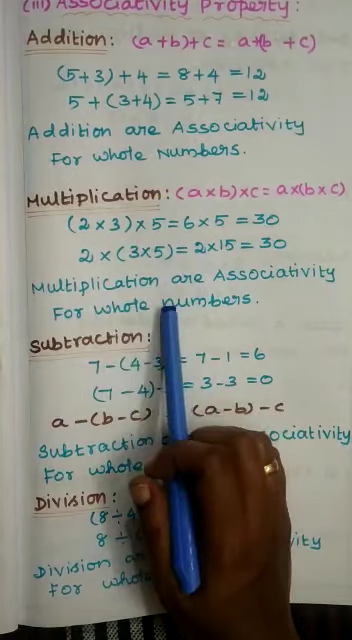 (iii) Associativity Property:
Addition: (a+b)+c = a+(b+c)
(5+3)+4 = 8+4 = 12
5+(3+4) = 5+7 = 12
Addition are Associativity
For whole Numbers.
Multiplication: (a×b)×c = a×(b×c)
(2×3)×5 = 6×5 = 30
2×(3×5) = 2×15 = 30
Multiplication are Associativity
For whole numbers.
Subtraction:
7-(4-3 = 7-1 = 6
(7-4)- = 3-3 = 0
a-(b-c) (a-b)-c
Subtraction
For whole
Division:
(8÷4
8÷
Division
For